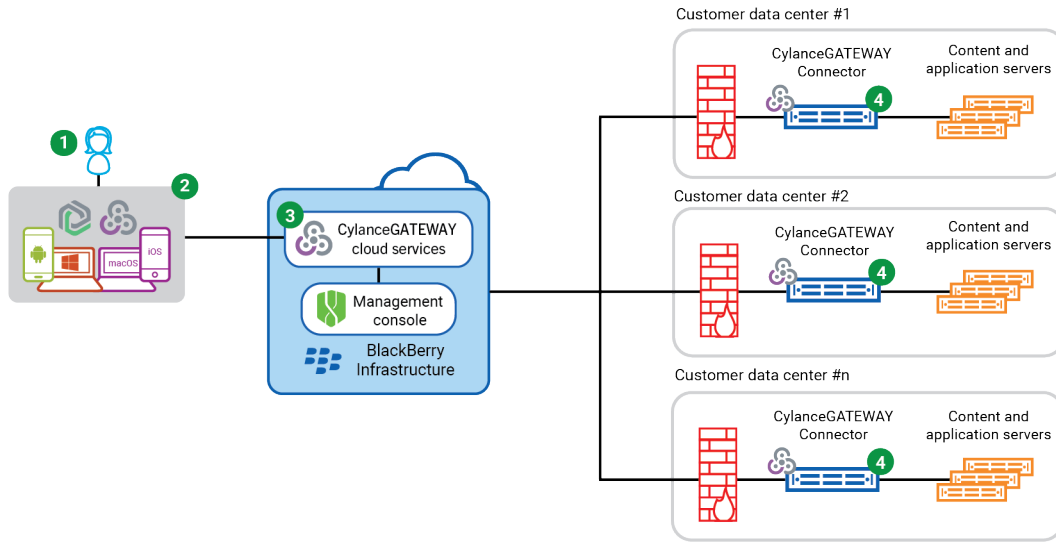 1
2
macOS
iOS
3
CylanceGATEWAY
cloud services
Management
console
BlackBerry
Infrastructure
Customer data center #1
CylanceGATEWAY
Connector
4
Content and
application servers
Customer data center #2
CylanceGATEWAY
Connector
4
Content and
application servers
Customer data center #n
CylanceGATEWAY
Connector
4
Content and
application servers